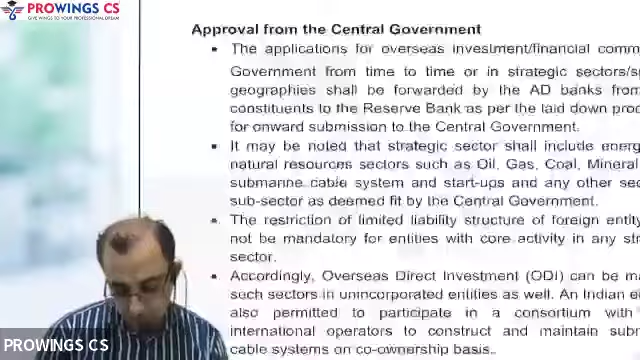 PROWINGS CS
GIVE WINGS TO YOUR PROFESSIONAL DREAM
Approval from the Central Government
▪ The applications for overseas investment/financial comm
Government from time to time or in strategic sectors/sp
geographies shall be forwarded by the AD banks from
constituents to the Reserve Bank as per the laid down proc
for onward submission to the Central Government.
▪ It may be noted that strategic sector shall include energ
natural resources sectors such as Oil, Gas, Coal, Mineral
submarine cable system and start-ups and any other sec
sub-sector as deemed fit by the Central Government.
▪ The restriction of limited liability structure of foreign entity
not be mandatory for entities with core activity in any str
sector.
▪ Accordingly, Overseas Direct Investment (ODI) can be ma
such sectors in unincorporated entities as well. An Indian e
also permitted to participate in a consortium with
international operators to construct and maintain sub
cable systems on co-ownership basis.
PROWINGS CS